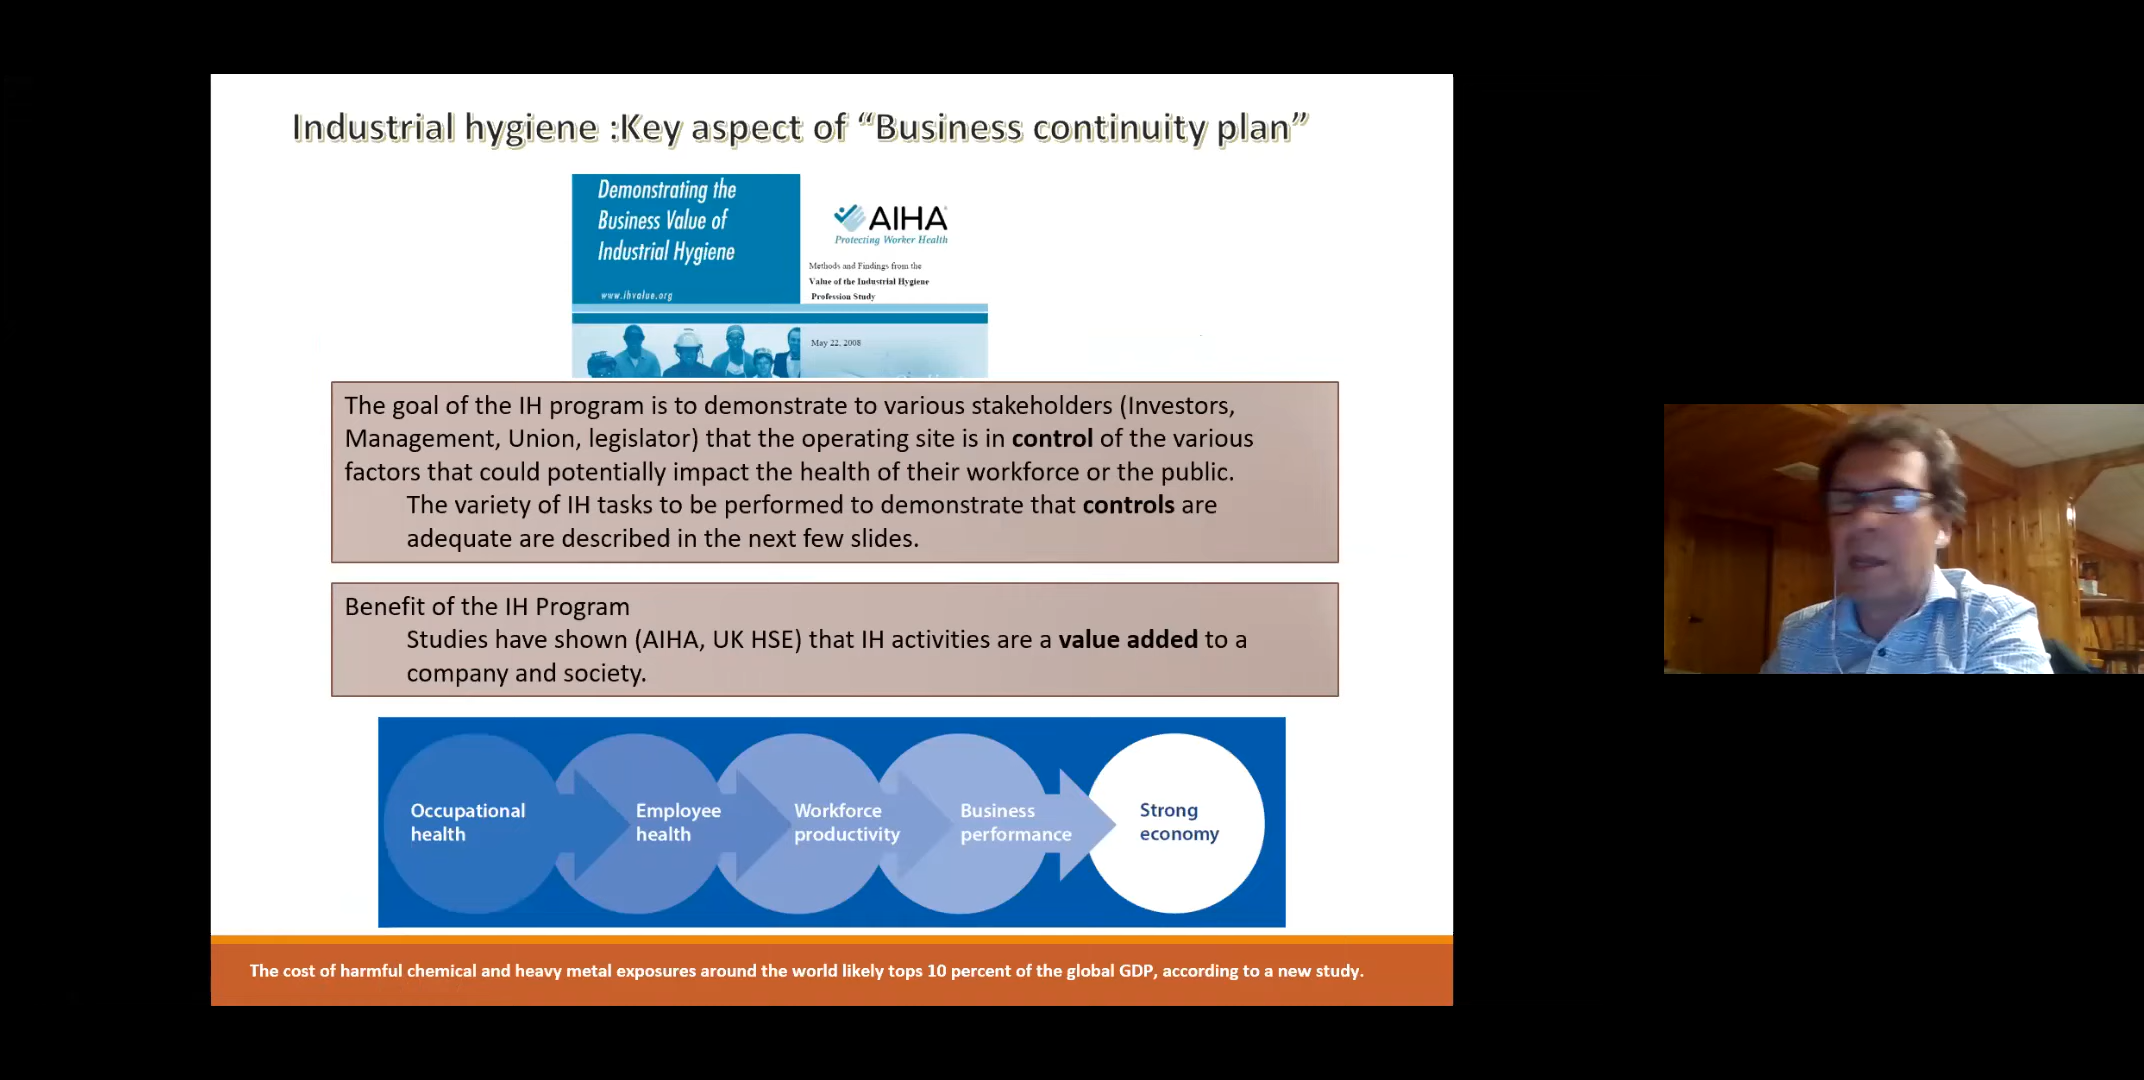 Industrial hygiene :Key aspect of “Business continuity plan”
Demonstrating the
Business Value of
Industrial Hygiene
www.ihvalue.org
AIHA
Protecting Worker Health
Methods and Findings from the
Value of the Industrial Hygiene
Profession Study
May 22, 2008
The goal of the IH program is to demonstrate to various stakeholders (Investors,
Management, Union, legislator) that the operating site is in control of the various
factors that could potentially impact the health of their workforce or the public.
The variety of IH tasks to be performed to demonstrate that controls are
adequate are described in the next few slides.
Benefit of the IH Program
Studies have shown (AIHA, UK HSE) that IH activities are a value added to a
company and society.
Occupational
health
Employee
health
Workforce
productivity
Business
performance
Strong
economy
The cost of harmful chemical and heavy metal exposures around the world likely tops 10 percent of the global GDP, according to a new study.